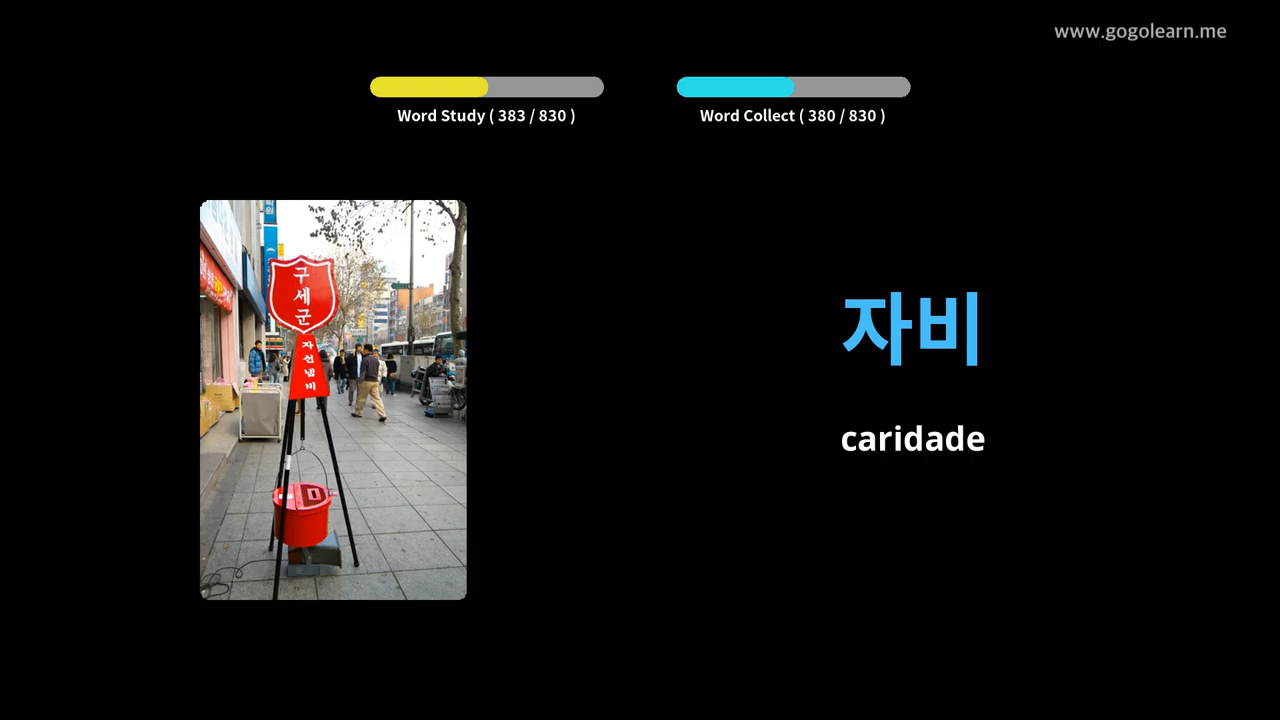 www.gogolearn.me
Word Study ( 383 / 830 )
Word Collect ( 380 / 830 )
구
세
군
자
선
냄
비
자비
caridade